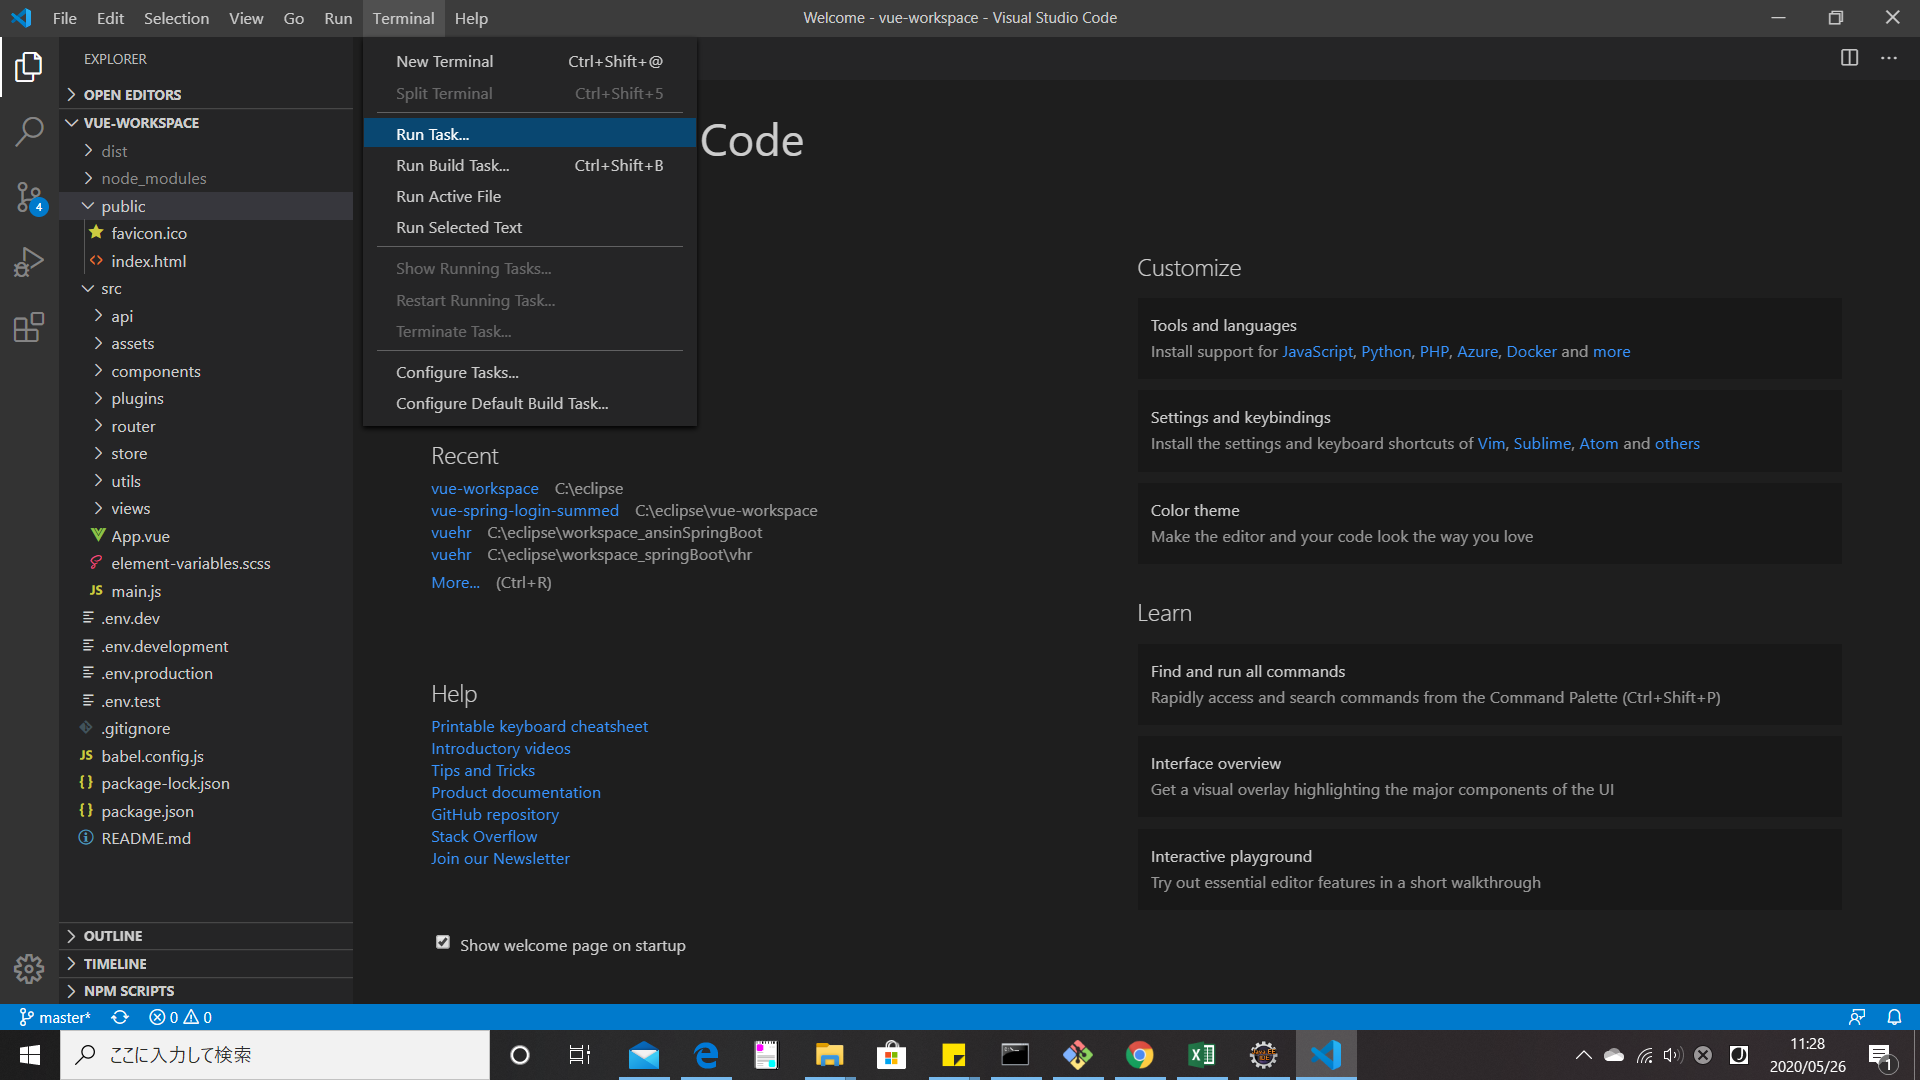 File Edit Selection View Go Run Terminal Help
Welcome - vue-workspace - Visual Studio Code
EXPLORER
OPEN EDITORS
VUE-WORKSPACE
dist
node_modules
public
favicon.ico
index.html
src
api
assets
components
plugins
router
store
utils
views
App.vue
element-variables.scss
JS main.js
.env.dev
.env.development
.env.production
.env.test
.gitignore
JS babel.config.js
{} package-lock.json
{} package.json
README.md
OUTLINE
TIMELINE
NPM SCRIPTS
4
New Terminal Ctrl+Shift+@
Split Terminal Ctrl+Shift+5
Run Task...
Run Build Task... Ctrl+Shift+B
Run Active File
Run Selected Text
Show Running Tasks...
Restart Running Task...
Terminate Task...
Configure Tasks...
Configure Default Build Task...
Code
Recent
vue-workspace C:\eclipse
vue-spring-login-summed C:\eclipse\vue-workspace
vuehr C:\eclipse\workspace_ansinSpringBoot
vuehr C:\eclipse\workspace_springBoot\vhr
More... (Ctrl+R)
Help
Printable keyboard cheatsheet
Introductory videos
Tips and Tricks
Product documentation
GitHub repository
Stack Overflow
Join our Newsletter
Show welcome page on startup
Customize
Tools and languages
Install support for JavaScript, Python, PHP, Azure, Docker and more
Settings and keybindings
Install the settings and keyboard shortcuts of Vim, Sublime, Atom and others
Color theme
Make the editor and your code look the way you love
Learn
Find and run all commands
Rapidly access and search commands from the Command Palette (Ctrl+Shift+P)
Interface overview
Get a visual overlay highlighting the major components of the UI
Interactive playground
Try out essential editor features in a short walkthrough
master* 0 0
ここに入力して検索
11:28
2020/05/26
1